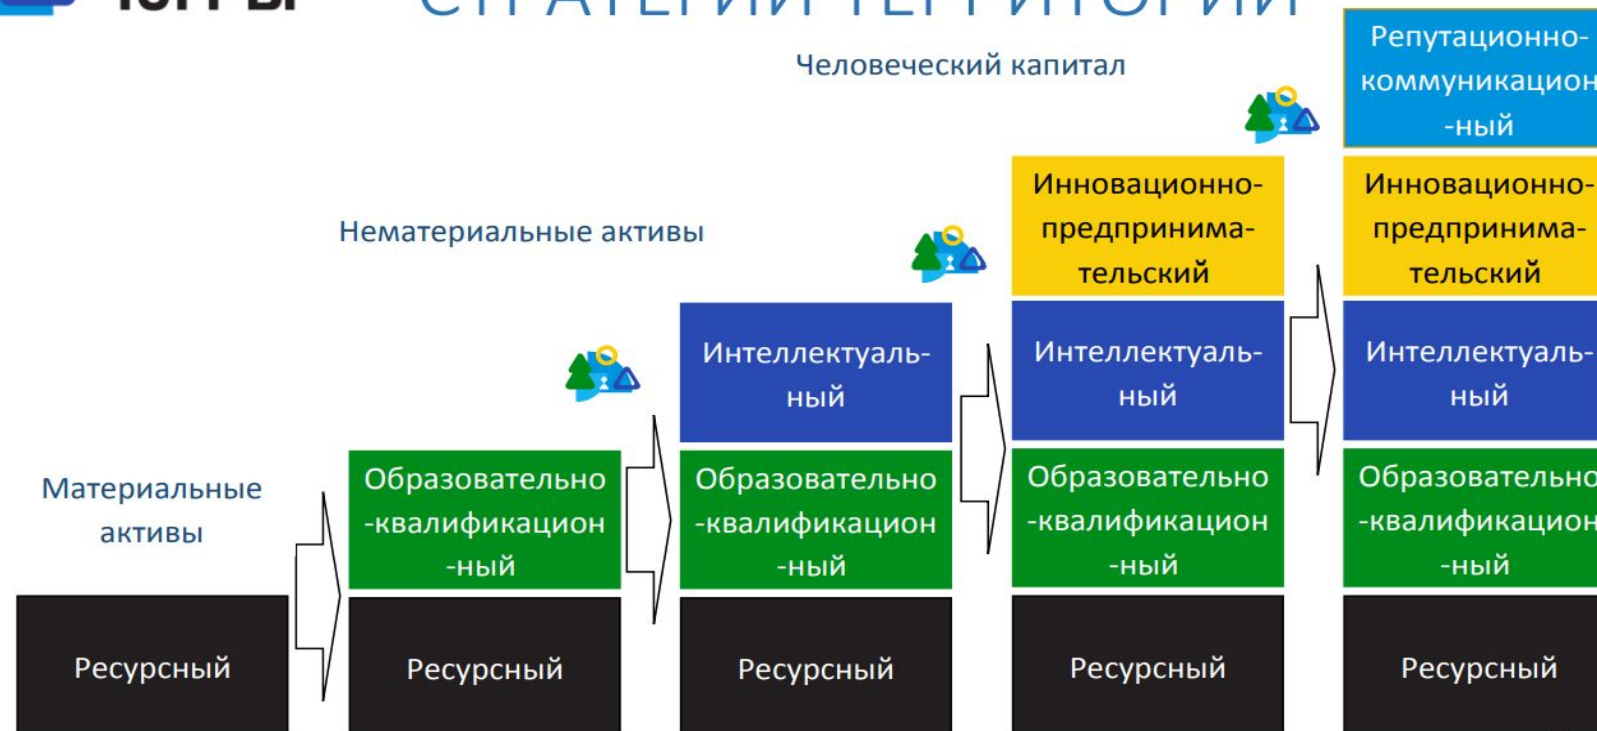 СТРАТЕГИИ ТЕРРИТОРИИ
Человеческий капитал
Нематериальные активы
Материальные
активы
Ресурсный
Образовательно
-квалификацион
-ный
Ресурсный
Интеллектуаль-
ный
Образовательно
-квалификацион
-ный
Ресурсный
Инновационно-
предпринима-
тельский
Интеллектуаль-
ный
Образовательно
-квалификацион
-ный
Ресурсный
Репутационно-
коммуникацион
-ный
Инновационно-
предпринима-
тельский
Интеллектуаль-
ный
Образовательно
-квалификацион
-ный
Ресурсный